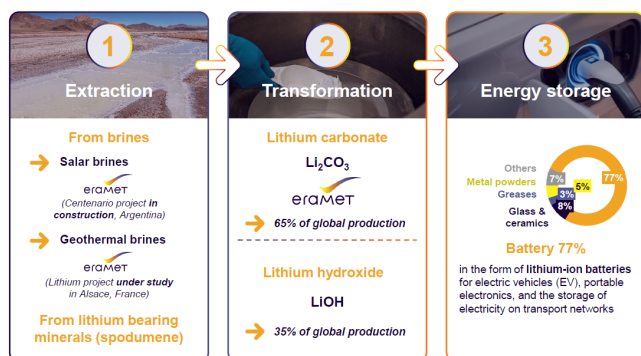 1
Extraction
From brines
Salar brines
eramet
(Centenario project in
construction, Argentina)
Geothermal brines
eramet
(Lithium project under study
in Alsace, France)
From lithium bearing
minerals (spodumene)
2
Transformation
Lithium carbonate
Li₂CO₃
eramet
65% of global production
Lithium hydroxide
LiOH
35% of global production
3
Energy storage
Others
Metal powders
Greases
Glass &
ceramics
7%
5%
3%
8%
77%
Battery 77%
in the form of lithium-ion batteries
for electric vehicles (EV), portable
electronics, and the storage of
electricity on transport networks